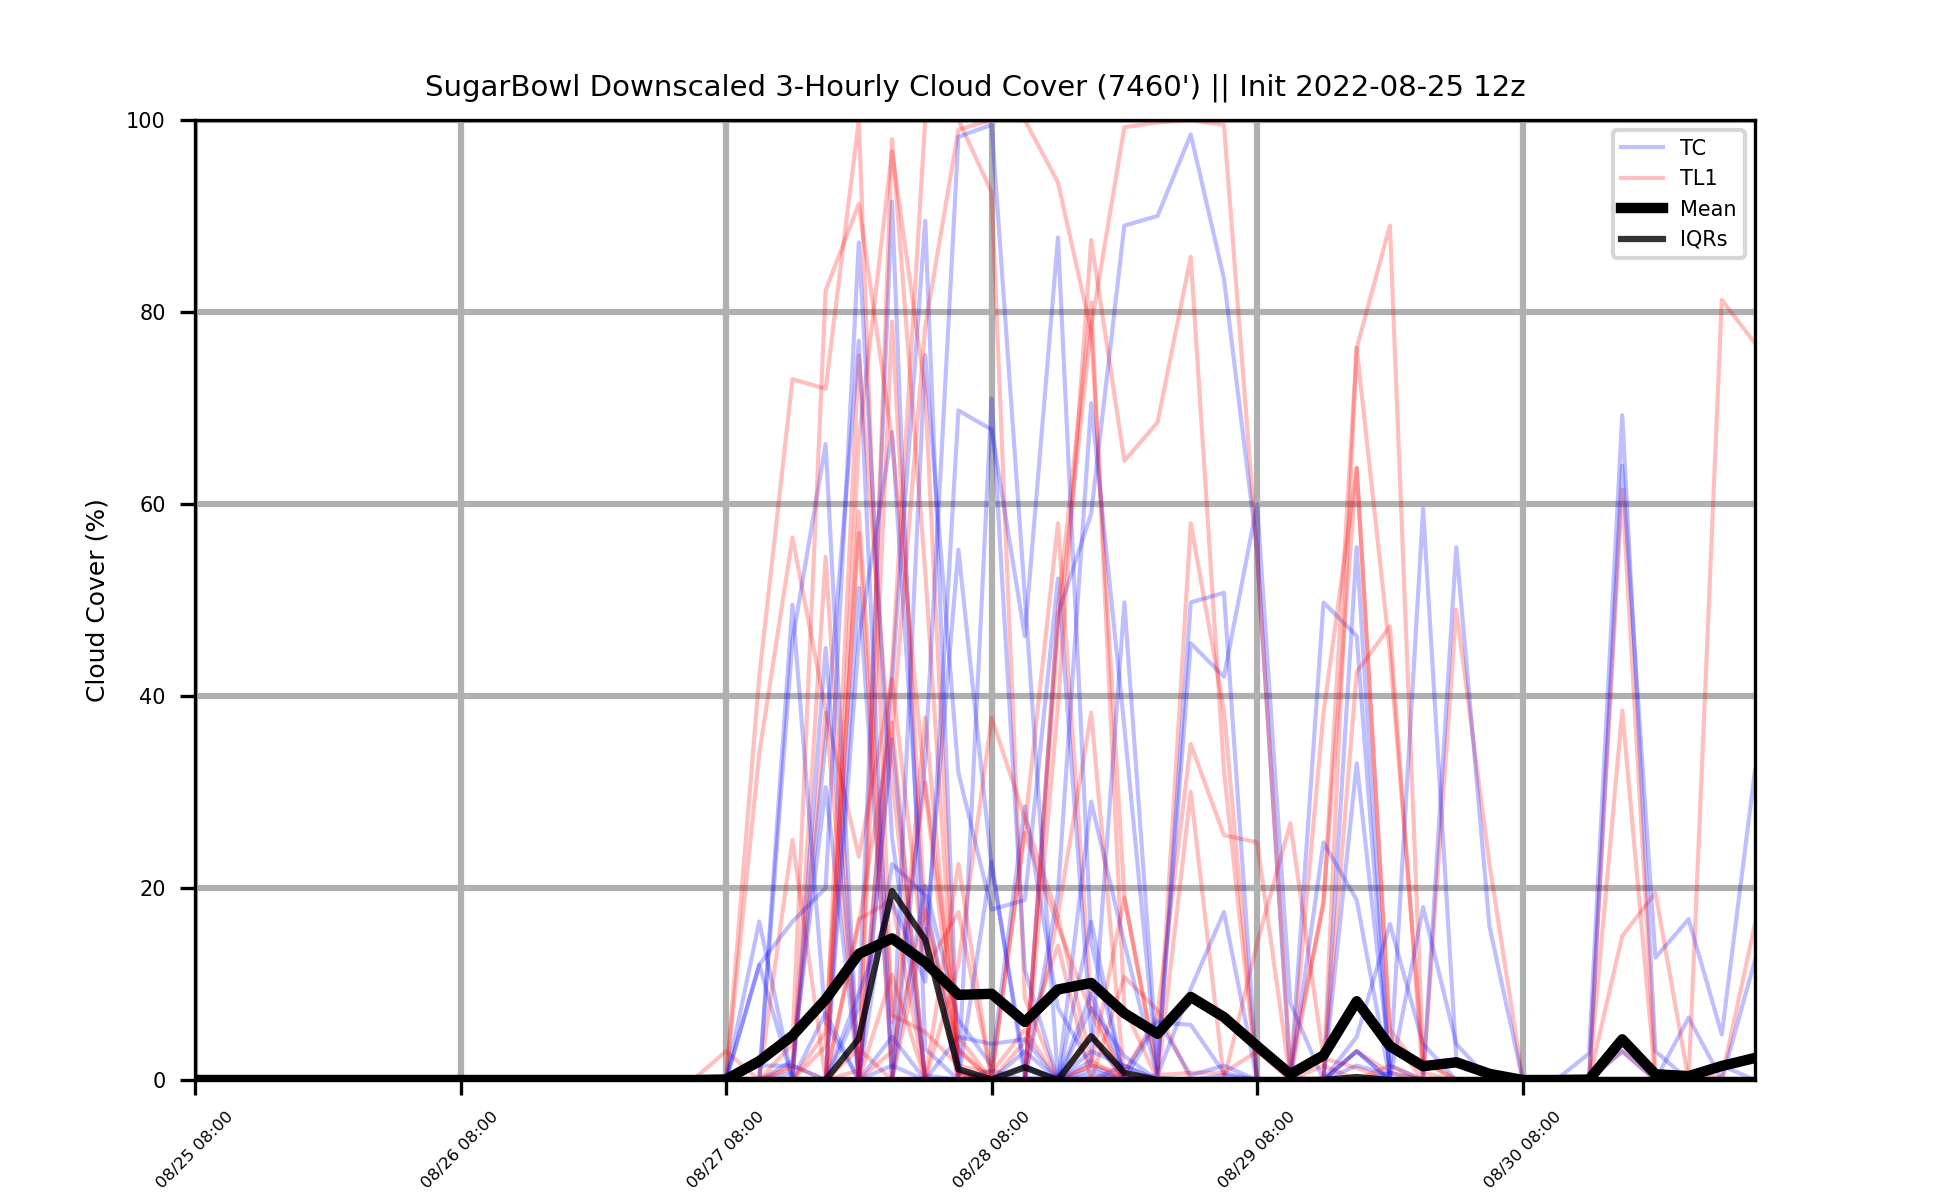 SugarBowl Downscaled 3-Hourly Cloud Cover (7460') || Init 2022-08-25 12z
100
80
60
40
20
0
Cloud Cover (%)
TC
TL1
Mean
IQRs
08/25 08:00
08/26 08:00
08/27 08:00
08/28 08:00
08/29 08:00
08/30 08:00